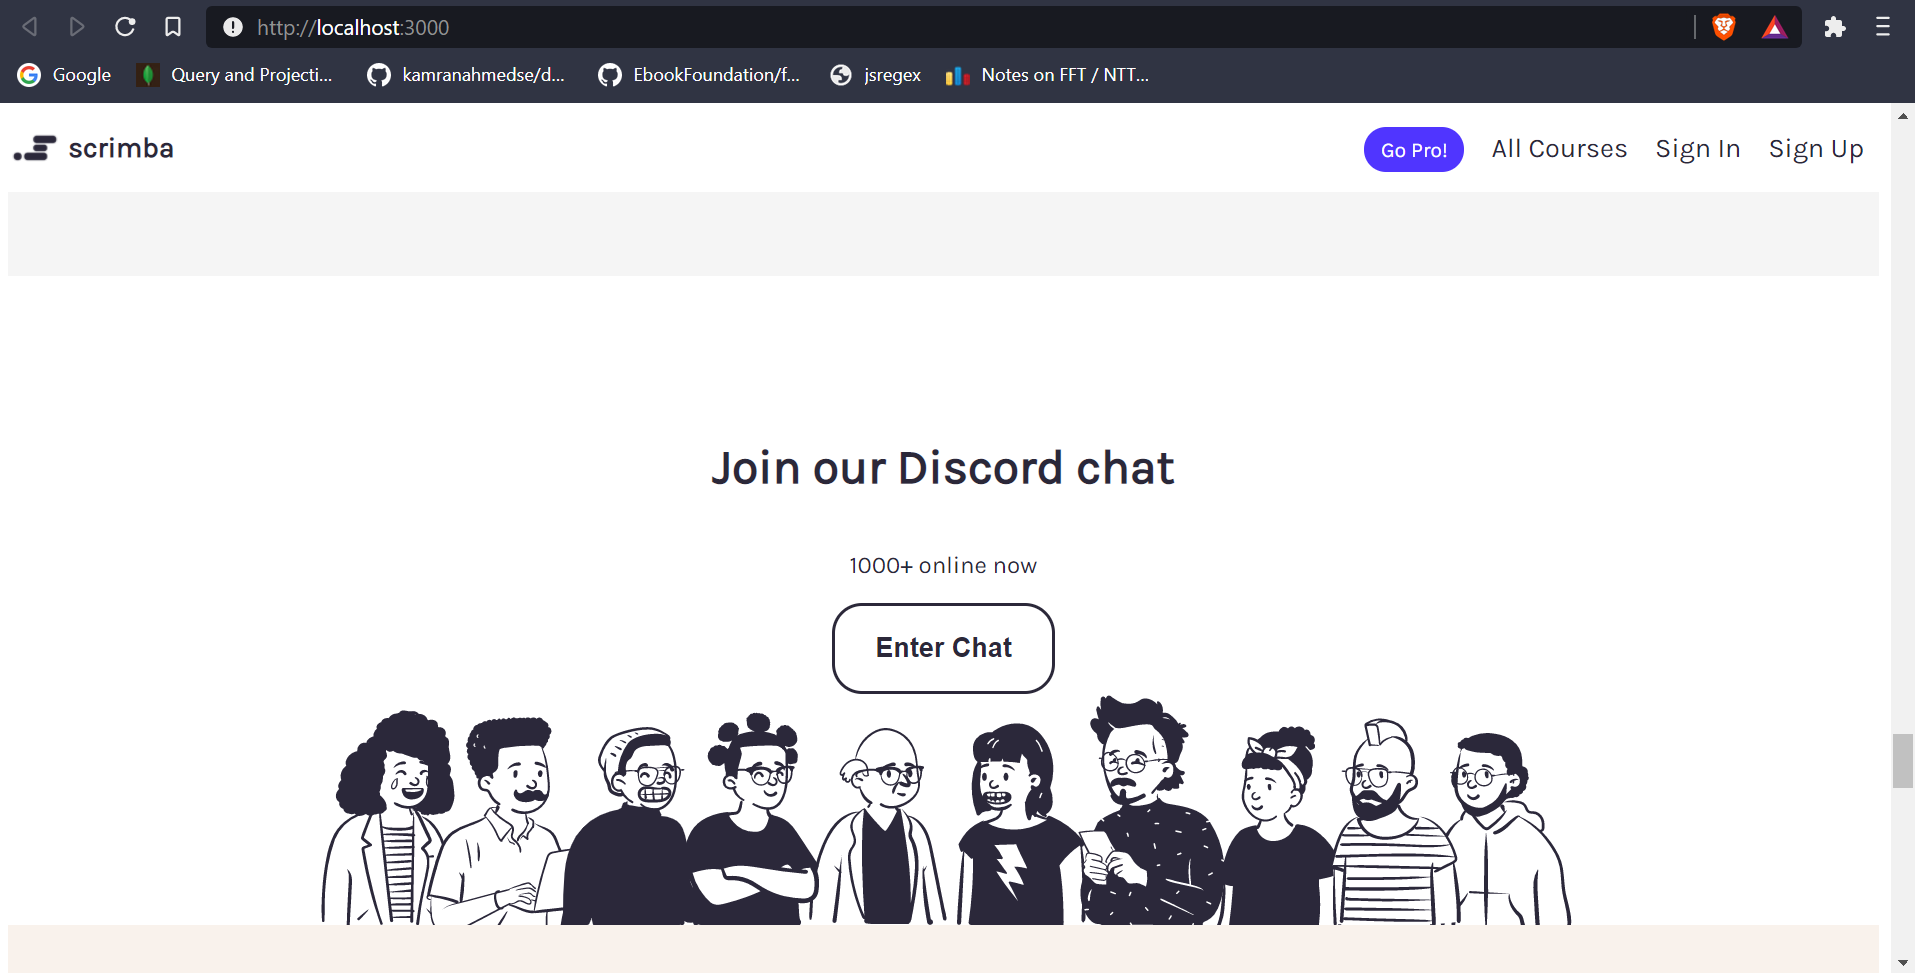 http://localhost:3000
Google Query and Projecti... kamranahmedse/d... EbookFoundation/f... jsregex Notes on FFT / NTT...
scrimba Go Pro! All Courses Sign In Sign Up
Join our Discord chat
1000+ online now
Enter Chat